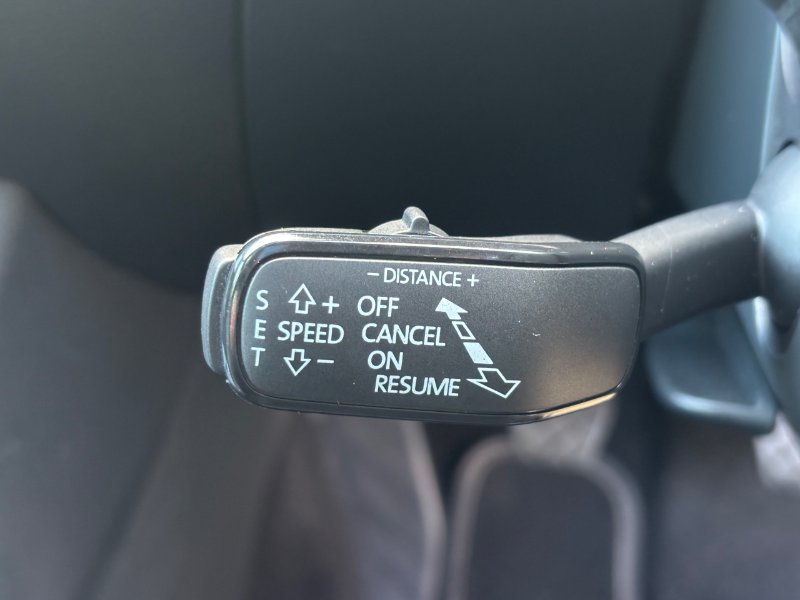 − DISTANCE +
S + OFF
E SPEED CANCEL
T − ON
RESUME